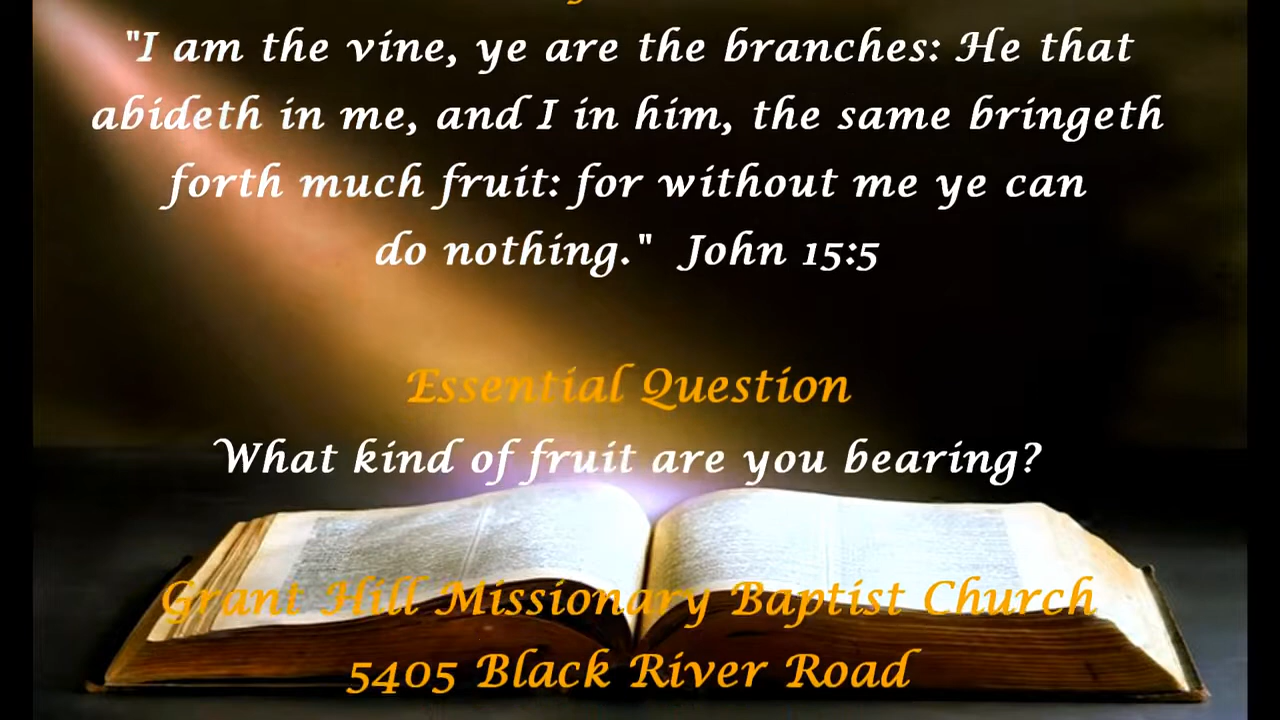 "I am the vine, ye are the branches: He that
abideth in me, and I in him, the same bringeth
forth much fruit: for without me ye can
do nothing." John 15:5
Essential Question
What kind of fruit are you bearing?
Grant Hill Missionary Baptist Church
5405 Black River Road